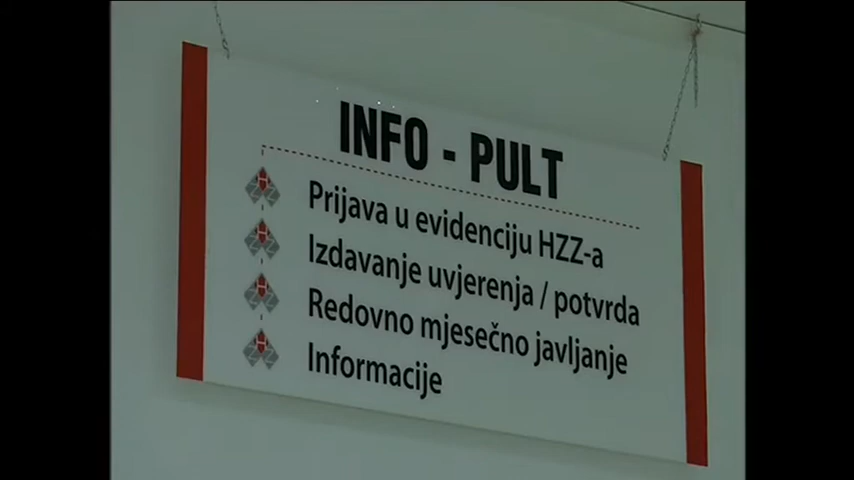 INFO - PULT
Prijava u evidenciju HZZ-a
Izdavanje uvjerenja / potvrda
Redovno mjesečno javljanje
Informacije